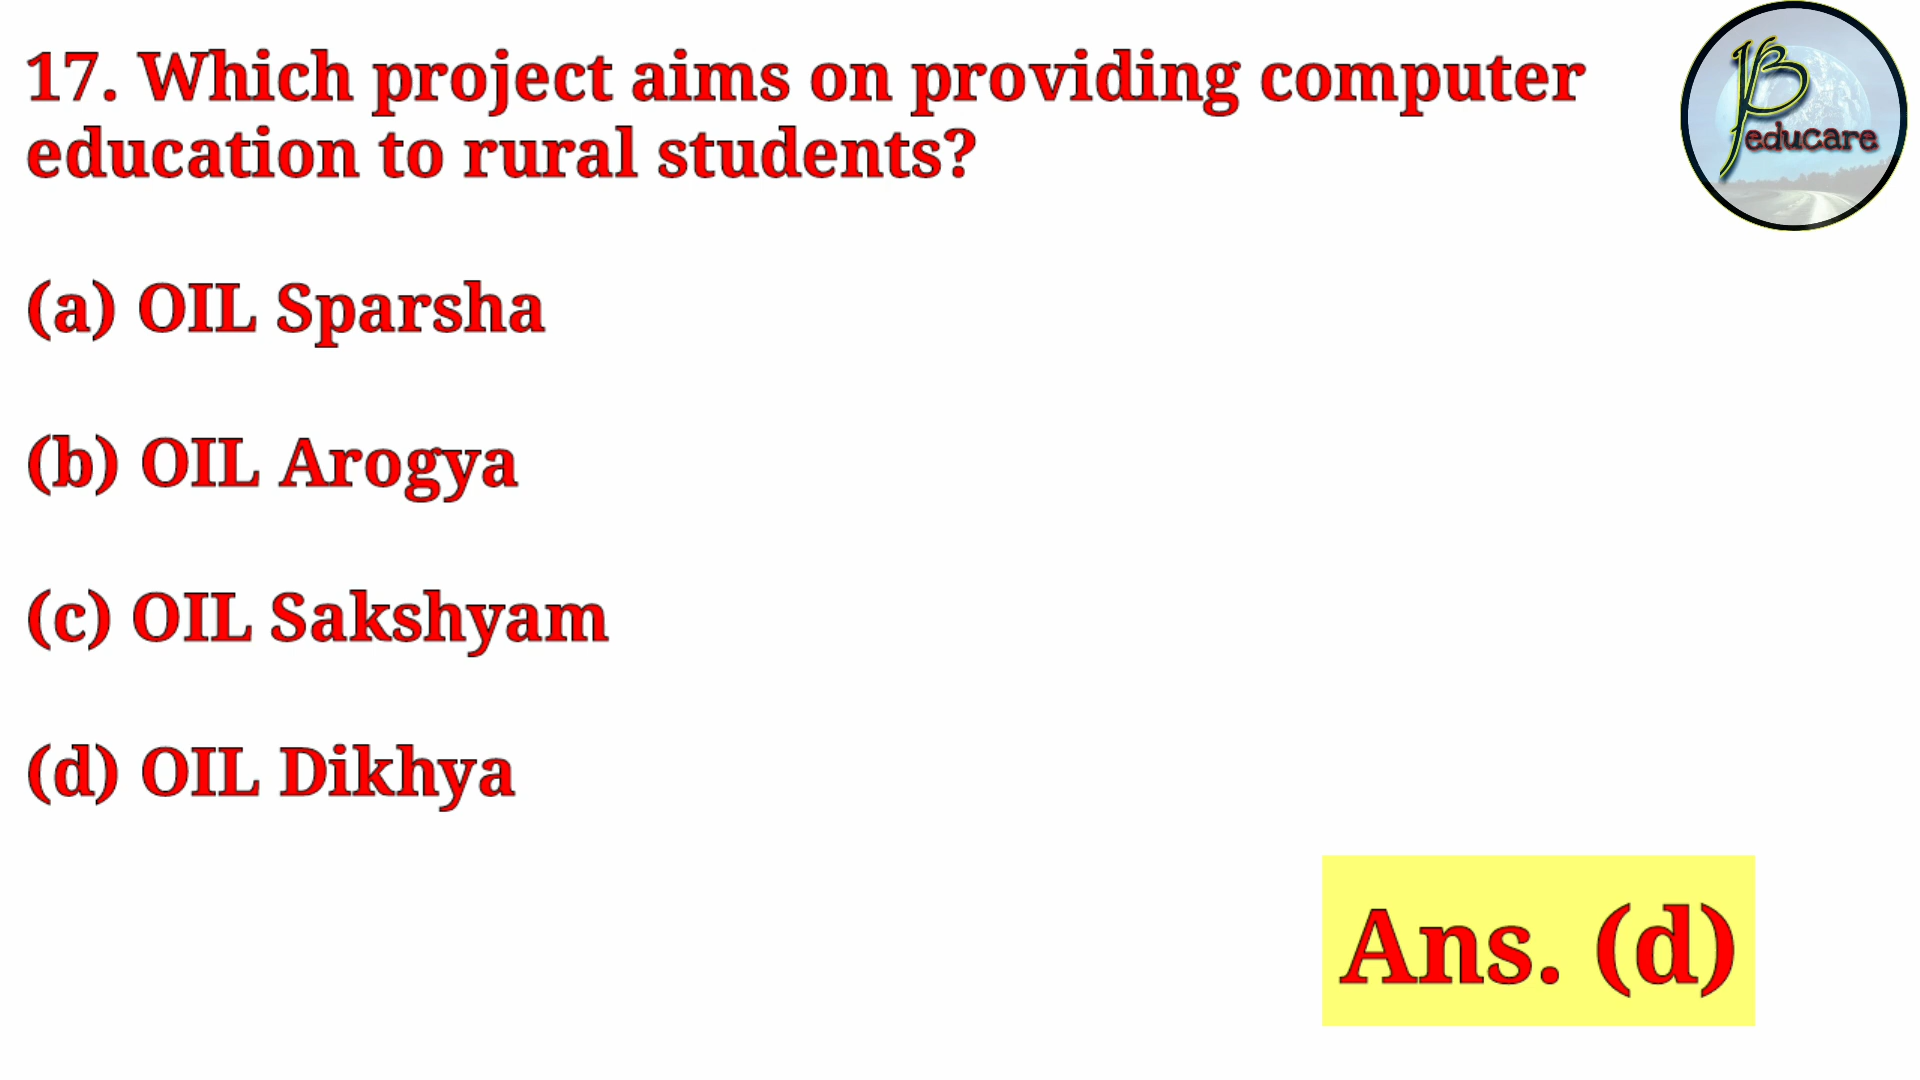 17. Which project aims on providing computer
education to rural students?
(a) OIL Sparsha
(b) OIL Arogya
(c) OIL Sakshyam
(d) OIL Dikhya
Ans. (d)
educare